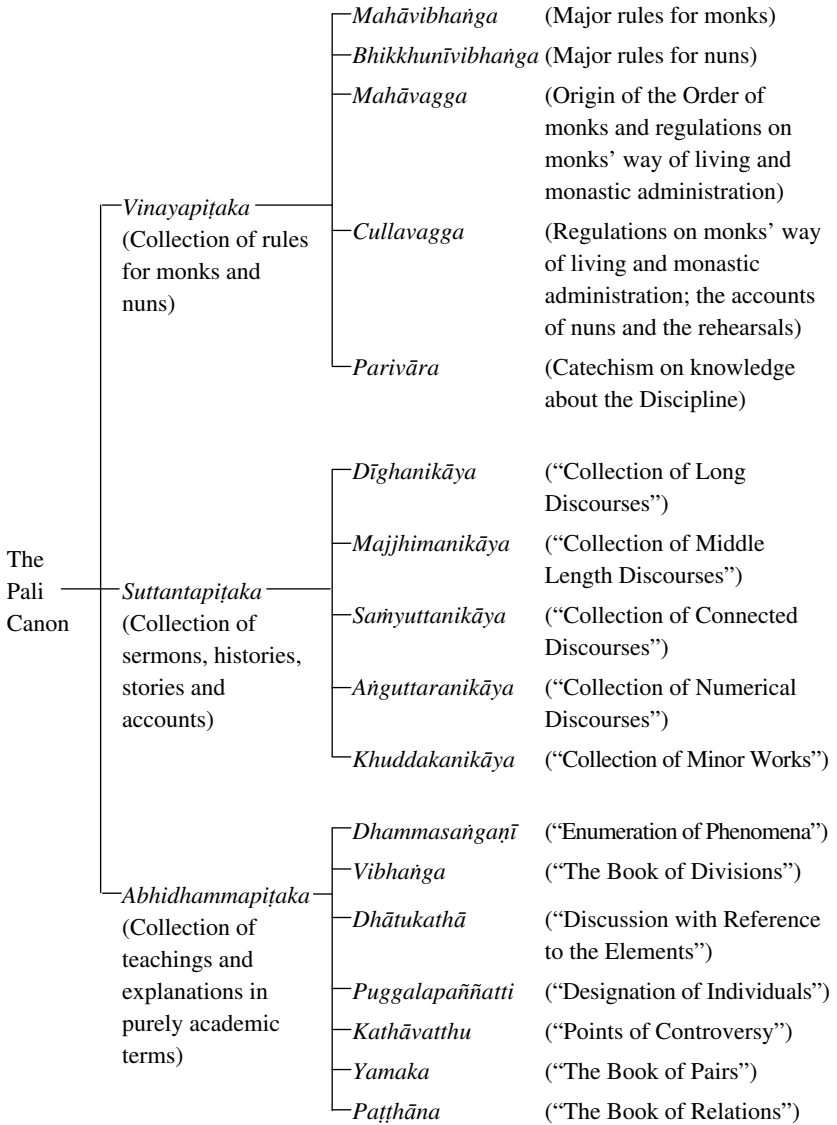 The
Pali
Canon
Vinayapiṭaka
(Collection of rules
for monks and
nuns)
Mahāvibhaṅga (Major rules for monks)
Bhikkhunīvibhaṅga (Major rules for nuns)
Mahāvagga (Origin of the Order of
monks and regulations on
monks’ way of living and
monastic administration)
Cullavagga (Regulations on monks’ way
of living and monastic
administration; the accounts
of nuns and the rehearsals)
Parivāra (Catechism on knowledge
about the Discipline)
Suttantapiṭaka
(Collection of
sermons, histories,
stories and
accounts)
Dīghanikāya (“Collection of Long
Discourses”)
Majjhimanikāya (“Collection of Middle
Length Discourses”)
Saṁyuttanikāya (“Collection of Connected
Discourses”)
Aṅguttaranikāya (“Collection of Numerical
Discourses”)
Khuddakanikāya (“Collection of Minor Works”)
Abhidhammapiṭaka
(Collection of
teachings and
explanations in
purely academic
terms)
Dhammasaṅgaṇī (“Enumeration of Phenomena”)
Vibhaṅga (“The Book of Divisions”)
Dhātukathā (“Discussion with Reference
to the Elements”)
Puggalapaññatti (“Designation of Individuals”)
Kathāvatthu (“Points of Controversy”)
Yamaka (“The Book of Pairs”)
Paṭṭhāna (“The Book of Relations”)